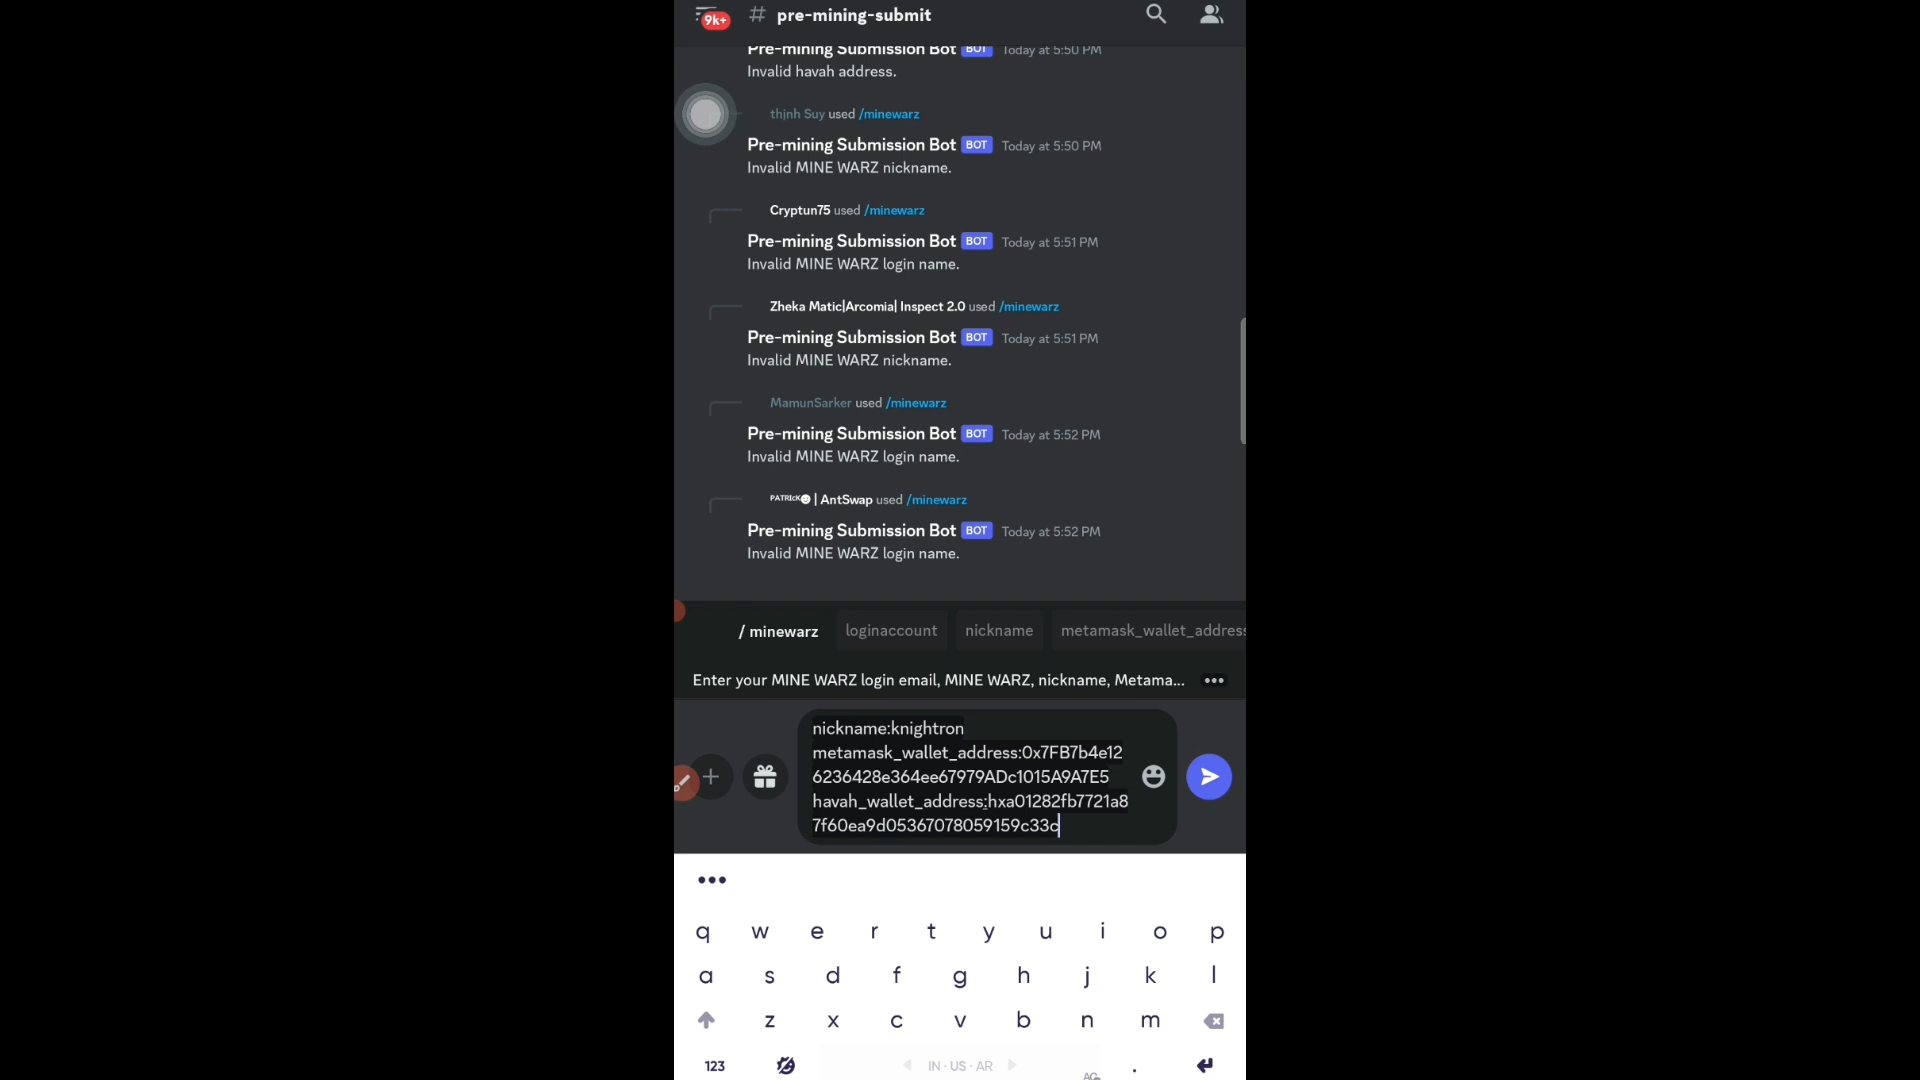 9k+ # pre-mining-submit
Pre-mining Submission Bot BOT Today at 5:50 PM
Invalid havah address.
thịnh Suy used /minewarz
Pre-mining Submission Bot BOT Today at 5:50 PM
Invalid MINE WARZ nickname.
Cryptun75 used /minewarz
Pre-mining Submission Bot BOT Today at 5:51 PM
Invalid MINE WARZ login name.
Zheka Matic|Arcomia| Inspect 2.0 used /minewarz
Pre-mining Submission Bot BOT Today at 5:51 PM
Invalid MINE WARZ nickname.
MamunSarker used /minewarz
Pre-mining Submission Bot BOT Today at 5:52 PM
Invalid MINE WARZ login name.
ᴾᴬᵀᴿᴵᶜᴷ☻ | AntSwap used /minewarz
Pre-mining Submission Bot BOT Today at 5:52 PM
Invalid MINE WARZ login name.
/ minewarz loginaccount nickname metamask_wallet_address
Enter your MINE WARZ login email, MINE WARZ, nickname, Metama...
nickname:knightron
metamask_wallet_address:0x7FB7b4e12
6236428e364ee67979ADc1015A9A7E5
havah_wallet_address:hxa01282fb7721a8
7f60ea9d05367078059159c33c
q w e r t y u i o p
a s d f g h j k l
z x c v b n m
123 IN · US · AR .